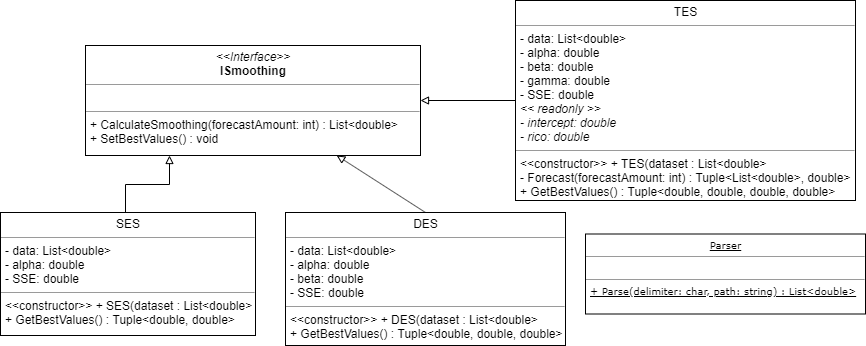 <<Interface>>
ISmoothing
+ CalculateSmoothing(forecastAmount: int) : List<double>
+ SetBestValues() : void
TES
- data: List<double>
- alpha: double
- beta: double
- gamma: double
- SSE: double
<< readonly >>
- intercept: double
- rico: double
<<constructor>> + TES(dataset : List<double>
- Forecast(forecastAmount: int) : Tuple<List<double>, double>
+ GetBestValues() : Tuple<double, double, double, double>
SES
- data: List<double>
- alpha: double
- SSE: double
<<constructor>> + SES(dataset : List<double>
+ GetBestValues() : Tuple<double, double>
DES
- data: List<double>
- alpha: double
- beta: double
- SSE: double
<<constructor>> + DES(dataset : List<double>
+ GetBestValues() : Tuple<double, double, double>
Parser
+ Parse(delimiter: char, path: string) : List<double>